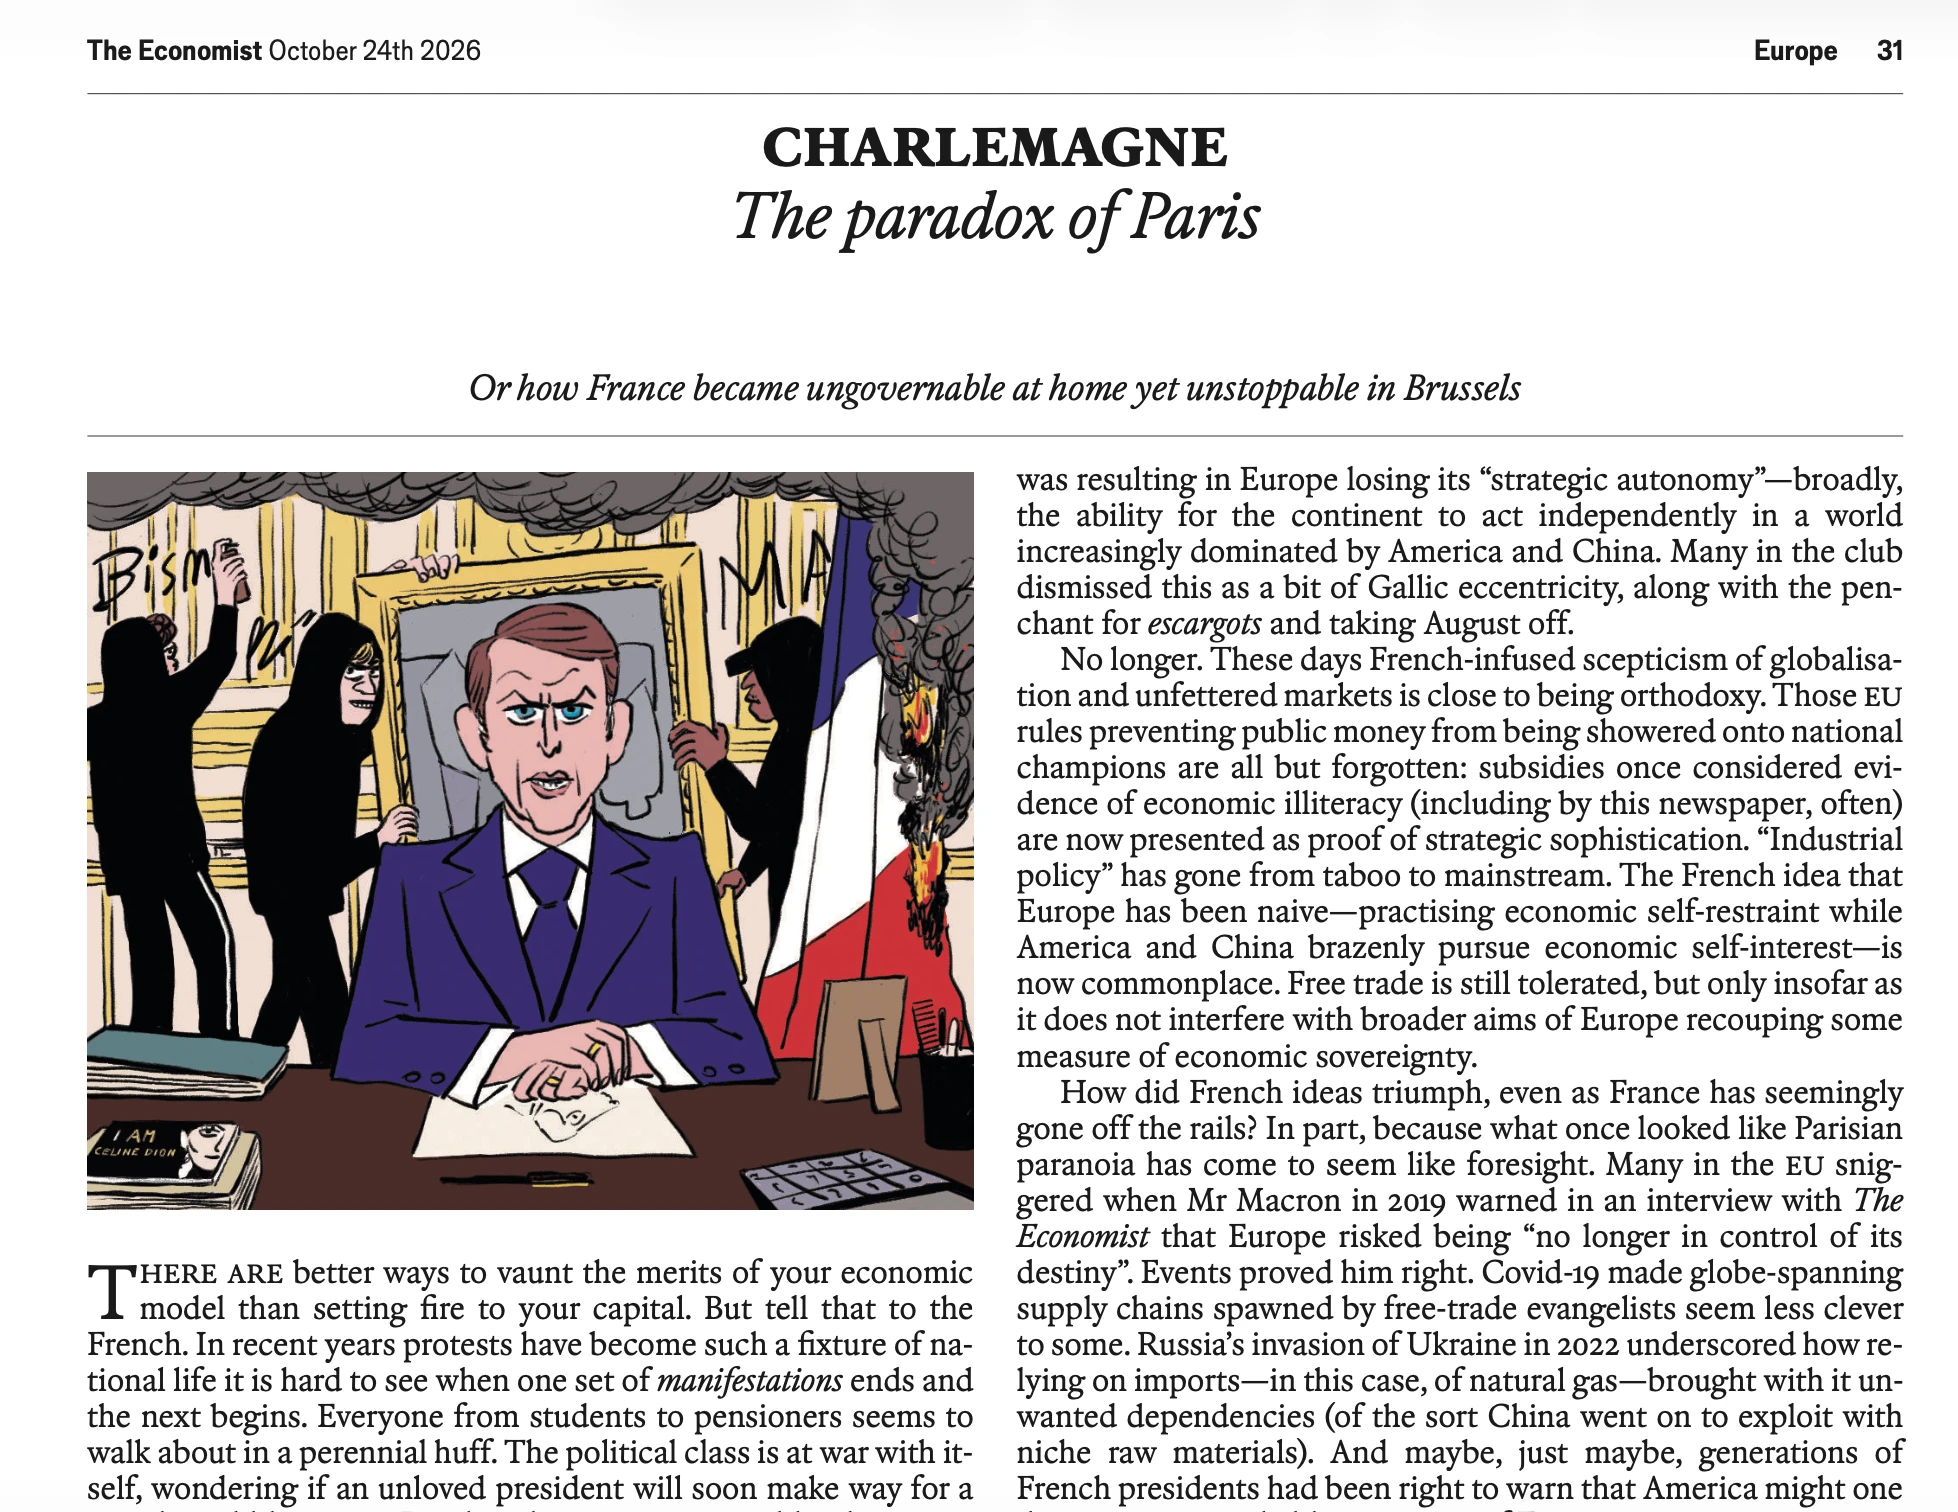 The Economist October 24th 2026
Europe 31
CHARLEMAGNE
The paradox of Paris
Or how France became ungovernable at home yet unstoppable in Brussels
Bism
MA
I AM
CELINE DION
THERE ARE better ways to vaunt the merits of your economic
model than setting fire to your capital. But tell that to the
French. In recent years protests have become such a fixture of na-
tional life it is hard to see when one set of manifestations ends and
the next begins. Everyone from students to pensioners seems to
walk about in a perennial huff. The political class is at war with it-
self, wondering if an unloved president will soon make way for a
was resulting in Europe losing its “strategic autonomy”—broadly,
the ability for the continent to act independently in a world
increasingly dominated by America and China. Many in the club
dismissed this as a bit of Gallic eccentricity, along with the pen-
chant for escargots and taking August off.
No longer. These days French-infused scepticism of globalisa-
tion and unfettered markets is close to being orthodoxy. Those EU
rules preventing public money from being showered onto national
champions are all but forgotten: subsidies once considered evi-
dence of economic illiteracy (including by this newspaper, often)
are now presented as proof of strategic sophistication. “Industrial
policy” has gone from taboo to mainstream. The French idea that
Europe has been naive—practising economic self-restraint while
America and China brazenly pursue economic self-interest—is
now commonplace. Free trade is still tolerated, but only insofar as
it does not interfere with broader aims of Europe recouping some
measure of economic sovereignty.
How did French ideas triumph, even as France has seemingly
gone off the rails? In part, because what once looked like Parisian
paranoia has come to seem like foresight. Many in the EU snig-
gered when Mr Macron in 2019 warned in an interview with The
Economist that Europe risked being “no longer in control of its
destiny”. Events proved him right. Covid-19 made globe-spanning
supply chains spawned by free-trade evangelists seem less clever
to some. Russia’s invasion of Ukraine in 2022 underscored how re-
lying on imports—in this case, of natural gas—brought with it un-
wanted dependencies (of the sort China went on to exploit with
niche raw materials). And maybe, just maybe, generations of
French presidents had been right to warn that America might one